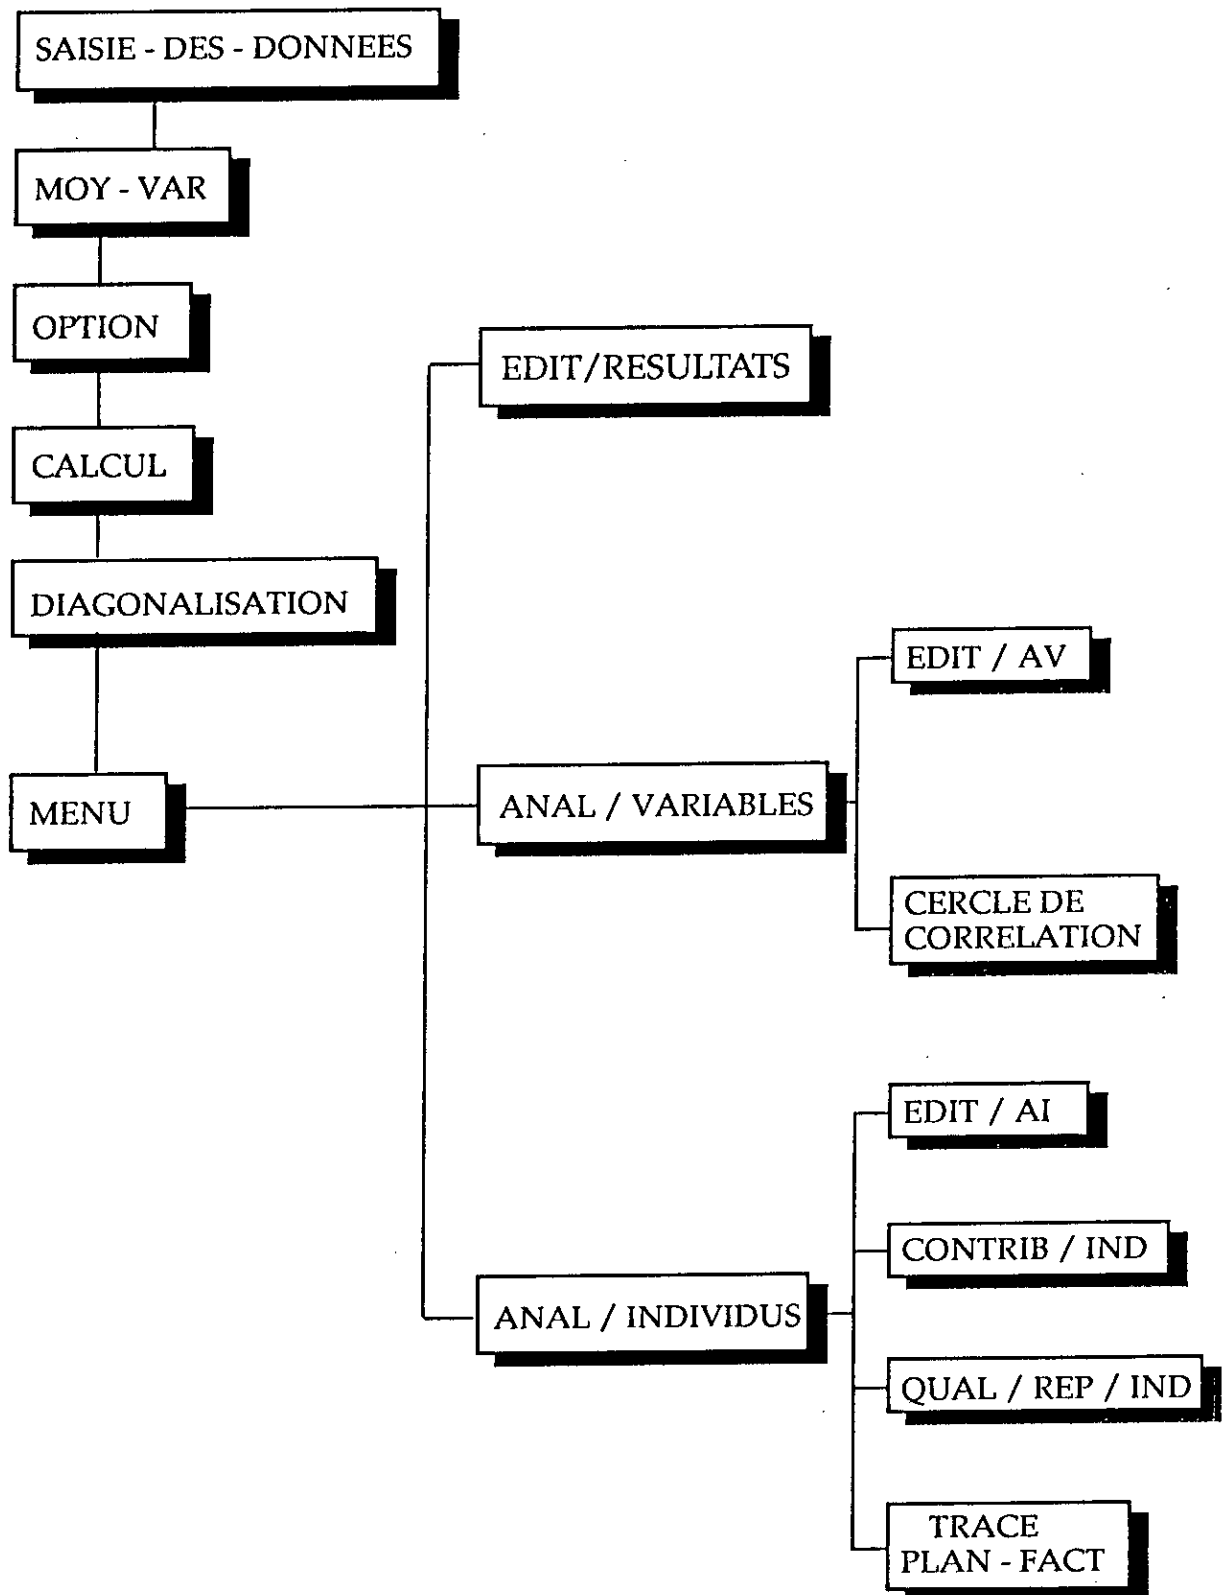 SAISIE - DES - DONNEES
MOY - VAR
OPTION
CALCUL
DIAGONALISATION
MENU
EDIT/RESULTATS
ANAL / VARIABLES
EDIT / AV
CERCLE DE
CORRELATION
ANAL / INDIVIDUS
EDIT / AI
CONTRIB / IND
QUAL / REP / IND
TRACE
PLAN - FACT